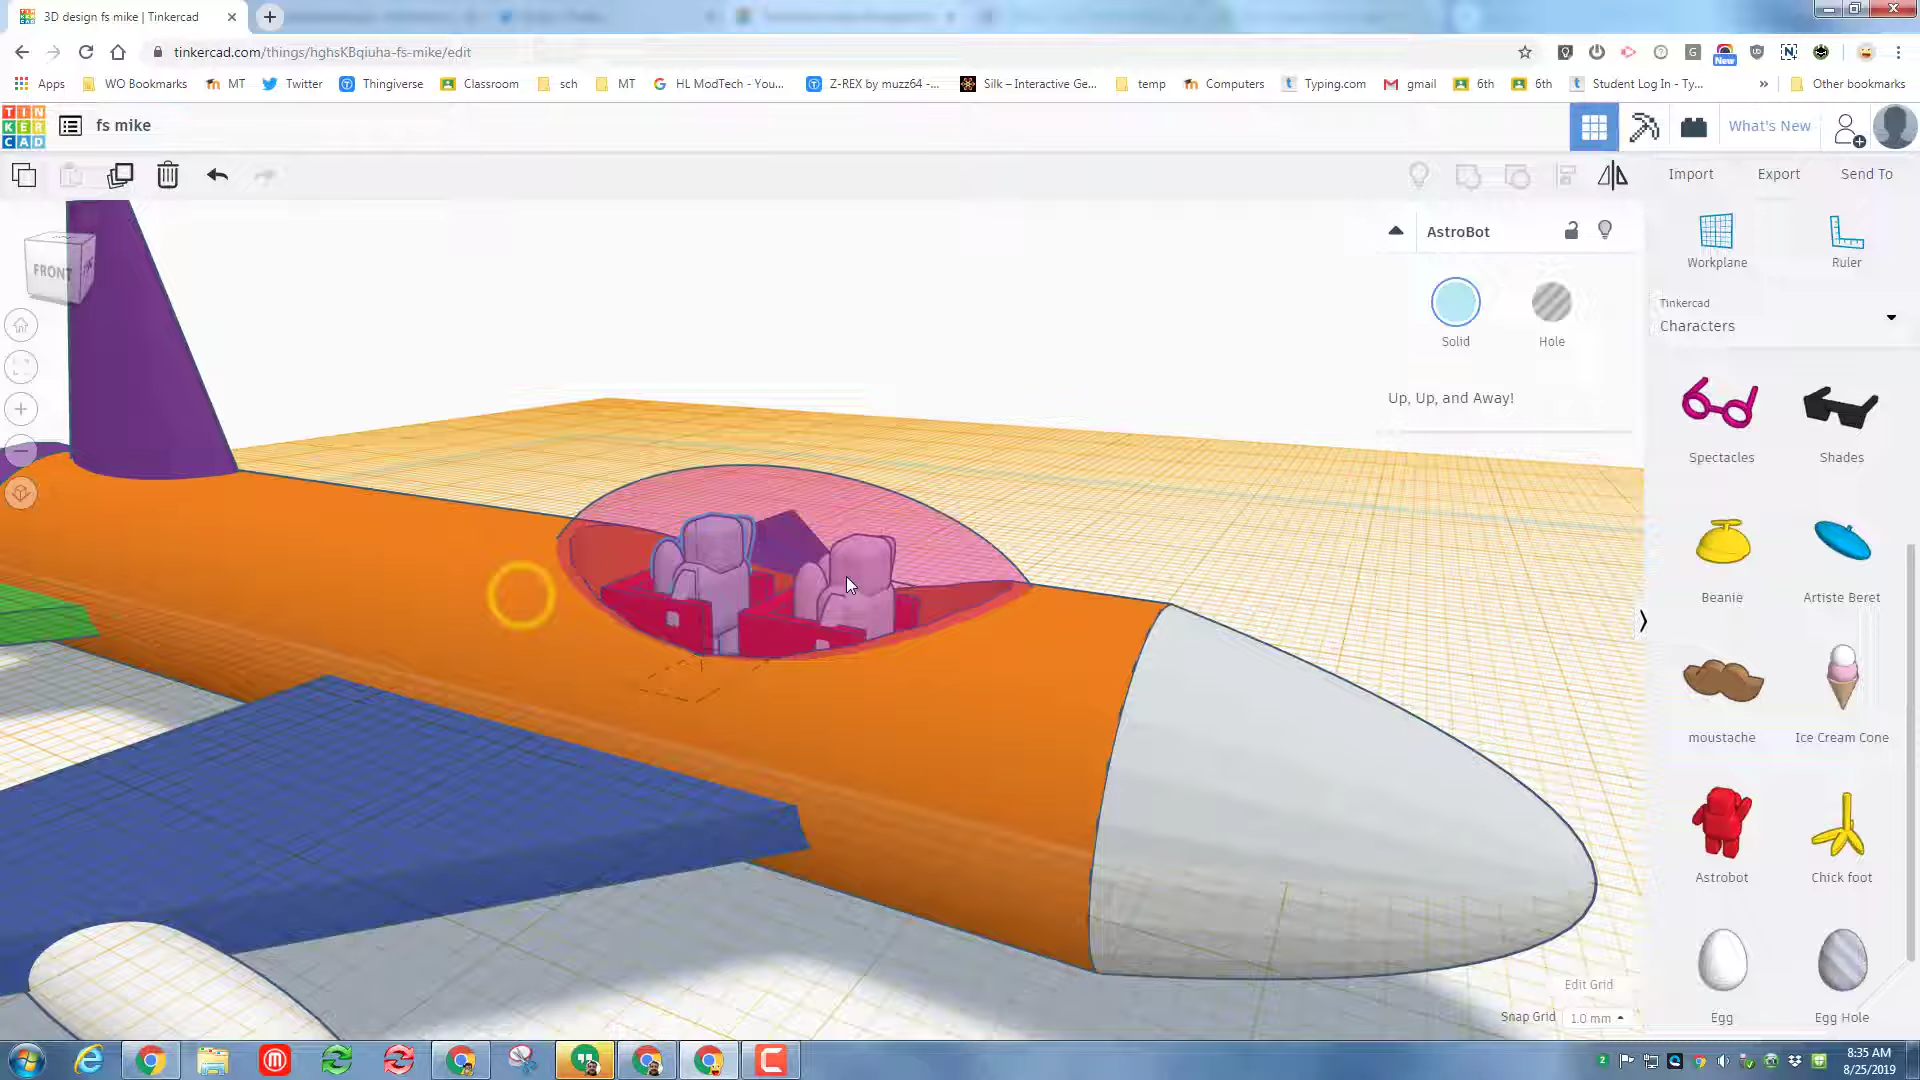 3D design fs mike | Tinkercad
tinkercad.com/things/hghsKBqiuha-fs-mike/edit
New
Apps WO Bookmarks MT Twitter Thingiverse Classroom sch MT HL ModTech - You... Z-REX by muzz64 -... Silk – Interactive Ge... temp Computers Typing.com gmail 6th 6th Student Log In - Ty... » Other bookmarks
TIN
KER
CAD
fs mike
What's New
Import Export Send To
FRONT
AstroBot
Solid Hole
Up, Up, and Away!
Workplane Ruler
Tinkercad
Characters
Spectacles Shades
Beanie Artiste Beret
moustache Ice Cream Cone
Astrobot Chick foot
Egg Egg Hole
Edit Grid
Snap Grid 1.0 mm
8:35 AM
8/25/2019